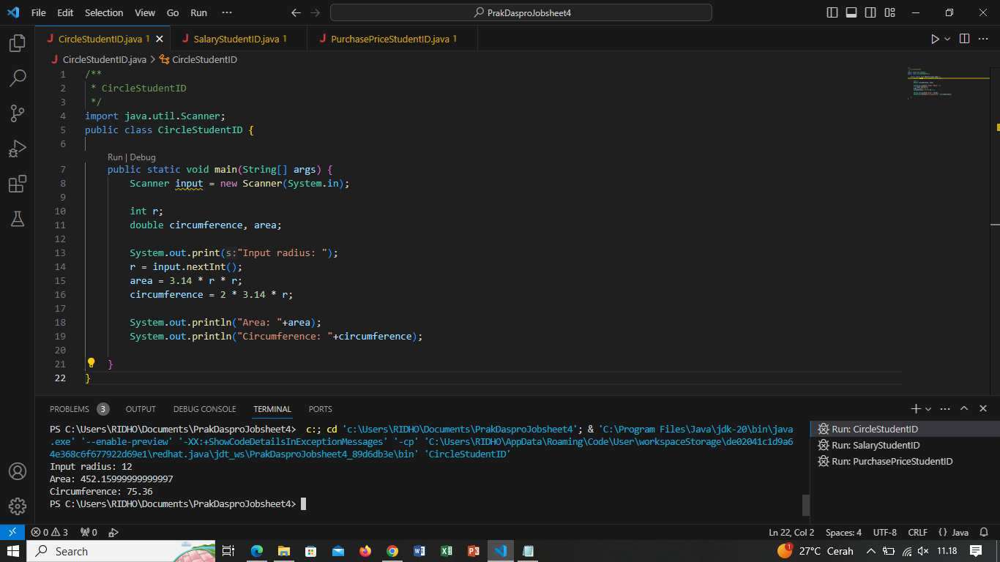 File Edit Selection View Go Run ··· PrakDasproJobsheet4
CircleStudentID.java 1 SalaryStudentID.java 1 PurchasePriceStudentID.java 1
CircleStudentID.java > CircleStudentID
1 /**
2  * CircleStudentID
3  */
4 import java.util.Scanner;
5 public class CircleStudentID {
6
Run | Debug
7     public static void main(String[] args) {
8         Scanner input = new Scanner(System.in);
9
10         int r;
11         double circumference, area;
12
13         System.out.print(s:"Input radius: ");
14         r = input.nextInt();
15         area = 3.14 * r * r;
16         circumference = 2 * 3.14 * r;
17
18         System.out.println("Area: "+area);
19         System.out.println("Circumference: "+circumference);
20
21     }
22 }
PROBLEMS 3 OUTPUT DEBUG CONSOLE TERMINAL PORTS
PS C:\Users\RIDHO\Documents\PrakDasproJobsheet4>  c:; cd 'c:\Users\RIDHO\Documents\PrakDasproJobsheet4'; & 'C:\Program Files\Java\jdk-20\bin\java
.exe' '--enable-preview' '-XX:+ShowCodeDetailsInExceptionMessages' '-cp' 'C:\Users\RIDHO\AppData\Roaming\Code\User\workspaceStorage\de02041c1d9a6
4e368c6f677922d69e1\redhat.java\jdt_ws\PrakDasproJobsheet4_89d6db3e\bin' 'CircleStudentID'
Input radius: 12
Area: 452.15999999999997
Circumference: 75.36
PS C:\Users\RIDHO\Documents\PrakDasproJobsheet4>
Run: CircleStudentID
Run: SalaryStudentID
Run: PurchasePriceStudentID
0 3 0 Ln 22, Col 2 Spaces: 4 UTF-8 CRLF {} Java
Search 1 27°C Cerah 11.18